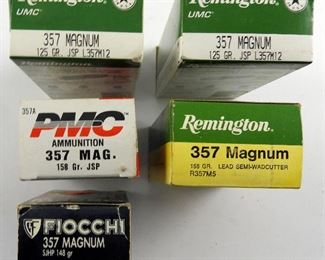 Remington
UMC
357 MAGNUM
125 GR. JSP L357M12
Remington
UMC
357 MAGNUM
125 GR. JSP L357M12
357A
PMC
AMMUNITION
357 MAG.
158 Gr. JSP
Remington
357 Magnum
158 GR. LEAD SEMI-WADCUTTER
R357M5
GF FIOCCHI
357 MAGNUM
SJHP 148 gr